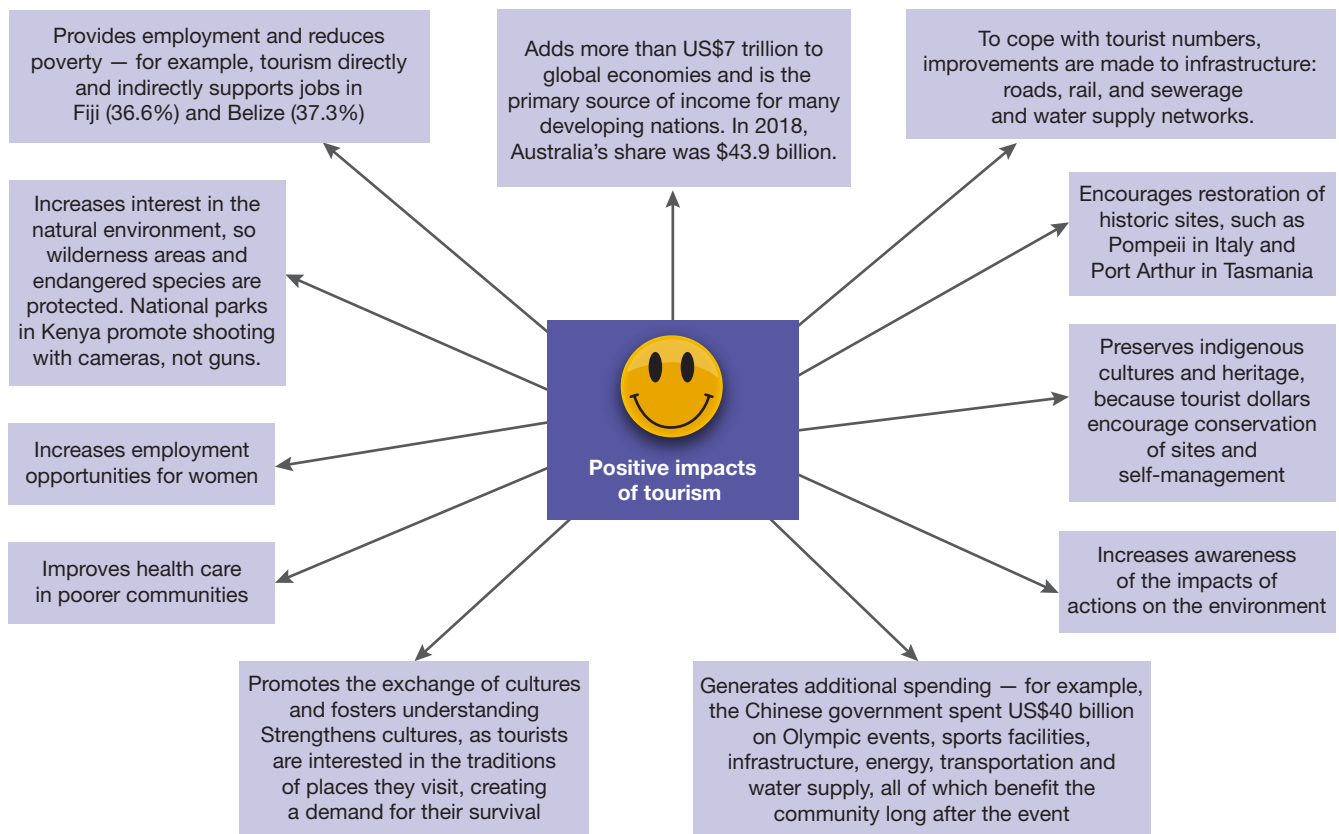 Provides employment and reduces
poverty — for example, tourism directly
and indirectly supports jobs in
Fiji (36.6%) and Belize (37.3%)
Adds more than US$7 trillion to
global economies and is the
primary source of income for many
developing nations. In 2018,
Australia’s share was $43.9 billion.
To cope with tourist numbers,
improvements are made to infrastructure:
roads, rail, and sewerage
and water supply networks.
Increases interest in the
natural environment, so
wilderness areas and
endangered species are
protected. National parks
in Kenya promote shooting
with cameras, not guns.
Encourages restoration of
historic sites, such as
Pompeii in Italy and
Port Arthur in Tasmania
Positive impacts
of tourism
Preserves indigenous
cultures and heritage,
because tourist dollars
encourage conservation
of sites and
self-management
Increases employment
opportunities for women
Improves health care
in poorer communities
Increases awareness
of the impacts of
actions on the environment
Promotes the exchange of cultures
and fosters understanding
Strengthens cultures, as tourists
are interested in the traditions
of places they visit, creating
a demand for their survival
Generates additional spending — for example,
the Chinese government spent US$40 billion
on Olympic events, sports facilities,
infrastructure, energy, transportation and
water supply, all of which benefit the
community long after the event